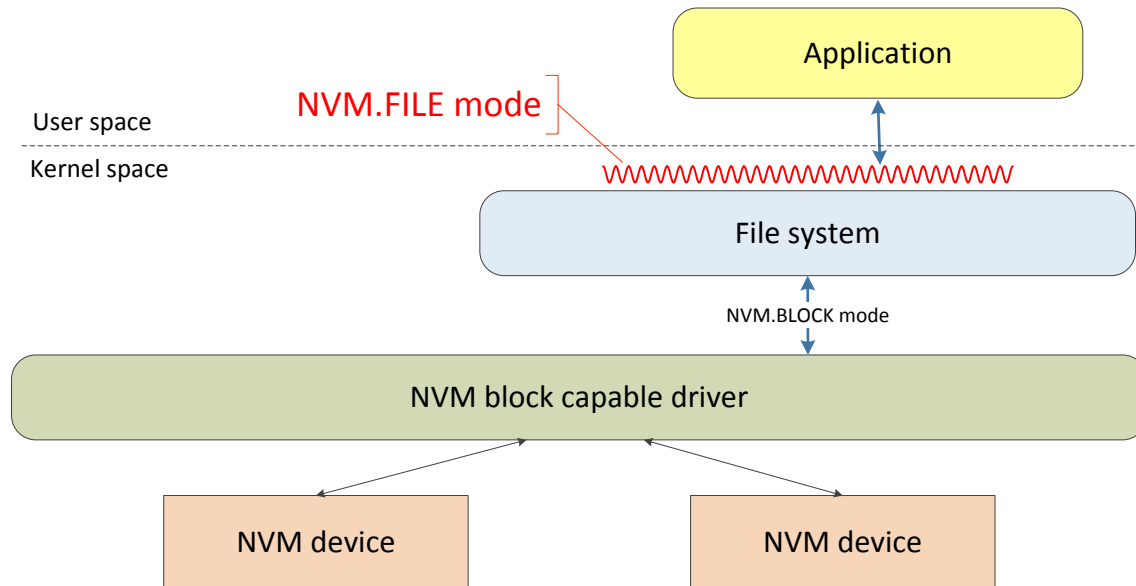 Application
NVM.FILE mode
User space
Kernel space
File system
NVM.BLOCK mode
NVM block capable driver
NVM device
NVM device